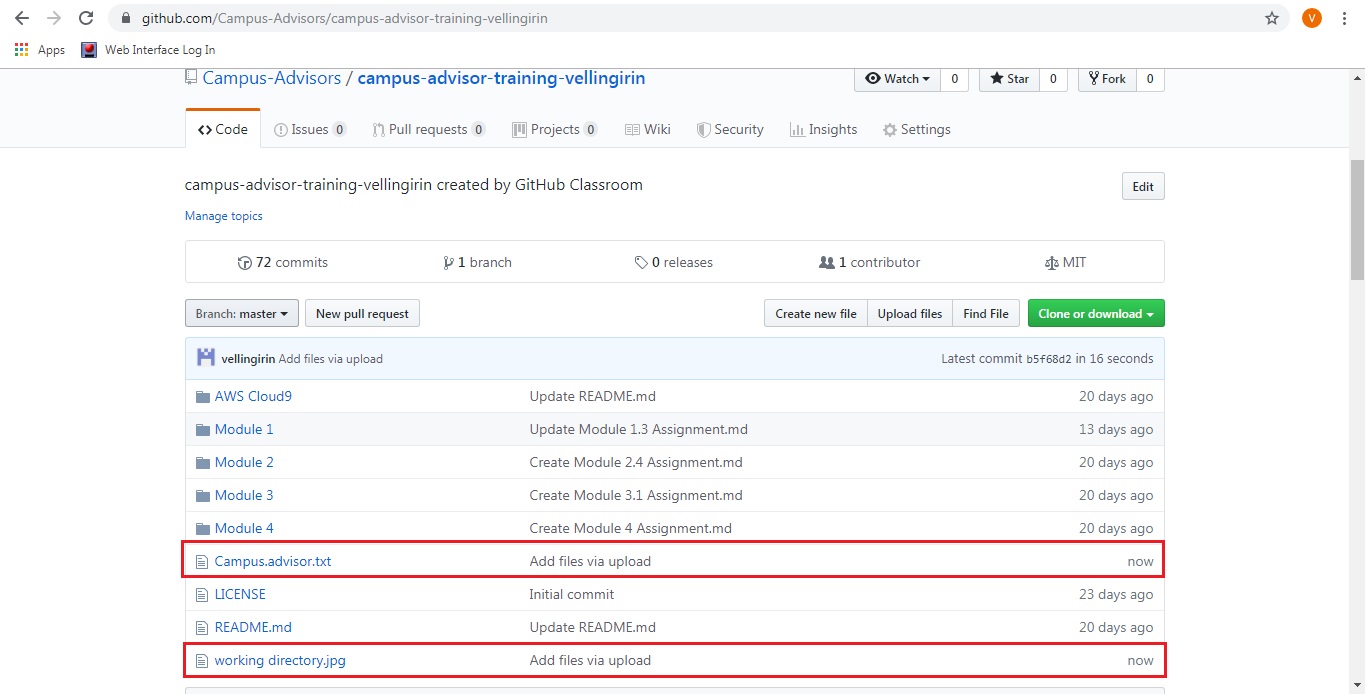 github.com/Campus-Advisors/campus-advisor-training-vellingirin V
Apps Web Interface Log In
Campus-Advisors / campus-advisor-training-vellingirin Watch 0 Star 0 Fork 0
Code Issues 0 Pull requests 0 Projects 0 Wiki Security Insights Settings
campus-advisor-training-vellingirin created by GitHub Classroom Edit
Manage topics
72 commits 1 branch 0 releases 1 contributor MIT
Branch: master New pull request Create new file Upload files Find File Clone or download
vellingirin Add files via upload Latest commit b5f68d2 in 16 seconds
AWS Cloud9 Update README.md 20 days ago
Module 1 Update Module 1.3 Assignment.md 13 days ago
Module 2 Create Module 2.4 Assignment.md 20 days ago
Module 3 Create Module 3.1 Assignment.md 20 days ago
Module 4 Create Module 4 Assignment.md 20 days ago
Campus.advisor.txt Add files via upload now
LICENSE Initial commit 23 days ago
README.md Update README.md 20 days ago
working directory.jpg Add files via upload now